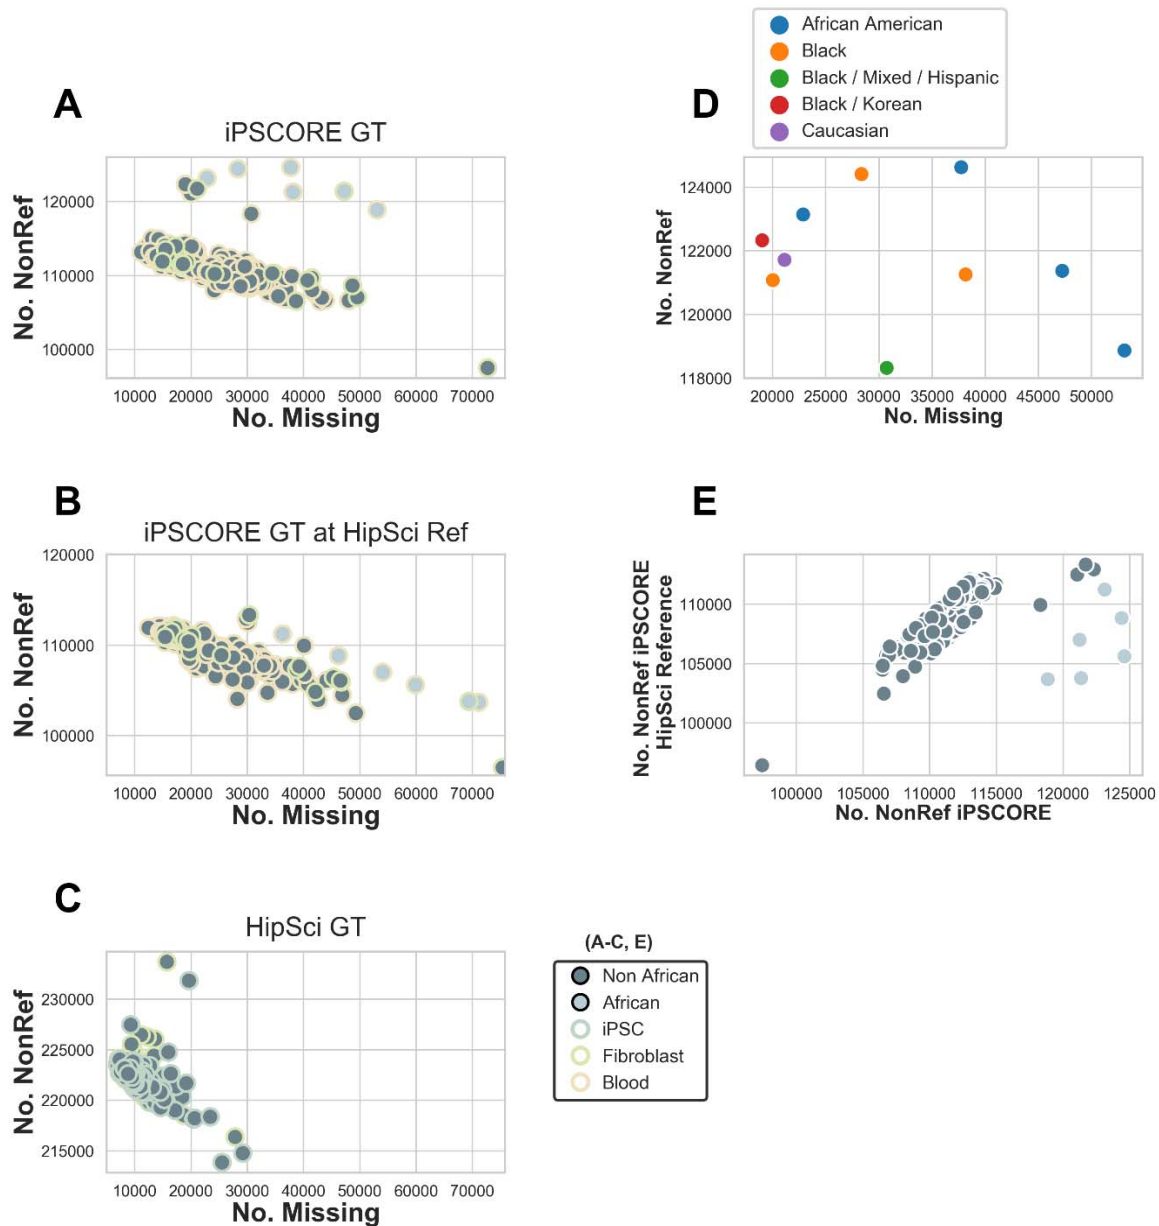 A
iPSCORE GT
No. NonRef
120000
110000
100000
10000 20000 30000 40000 50000 60000 70000
No. Missing
African American
Black
Black / Mixed / Hispanic
Black / Korean
Caucasian
D
No. NonRef
124000
122000
120000
118000
20000 25000 30000 35000 40000 45000 50000
No. Missing
B
iPSCORE GT at HipSci Ref
No. NonRef
120000
110000
100000
10000 20000 30000 40000 50000 60000 70000
No. Missing
E
No. NonRef iPSCORE
HipSci Reference
110000
105000
100000
100000 105000 110000 115000 120000 125000
No. NonRef iPSCORE
C
HipSci GT
No. NonRef
230000
225000
220000
215000
10000 20000 30000 40000 50000 60000 70000
No. Missing
(A-C, E)
Non African
African
iPSC
Fibroblast
Blood